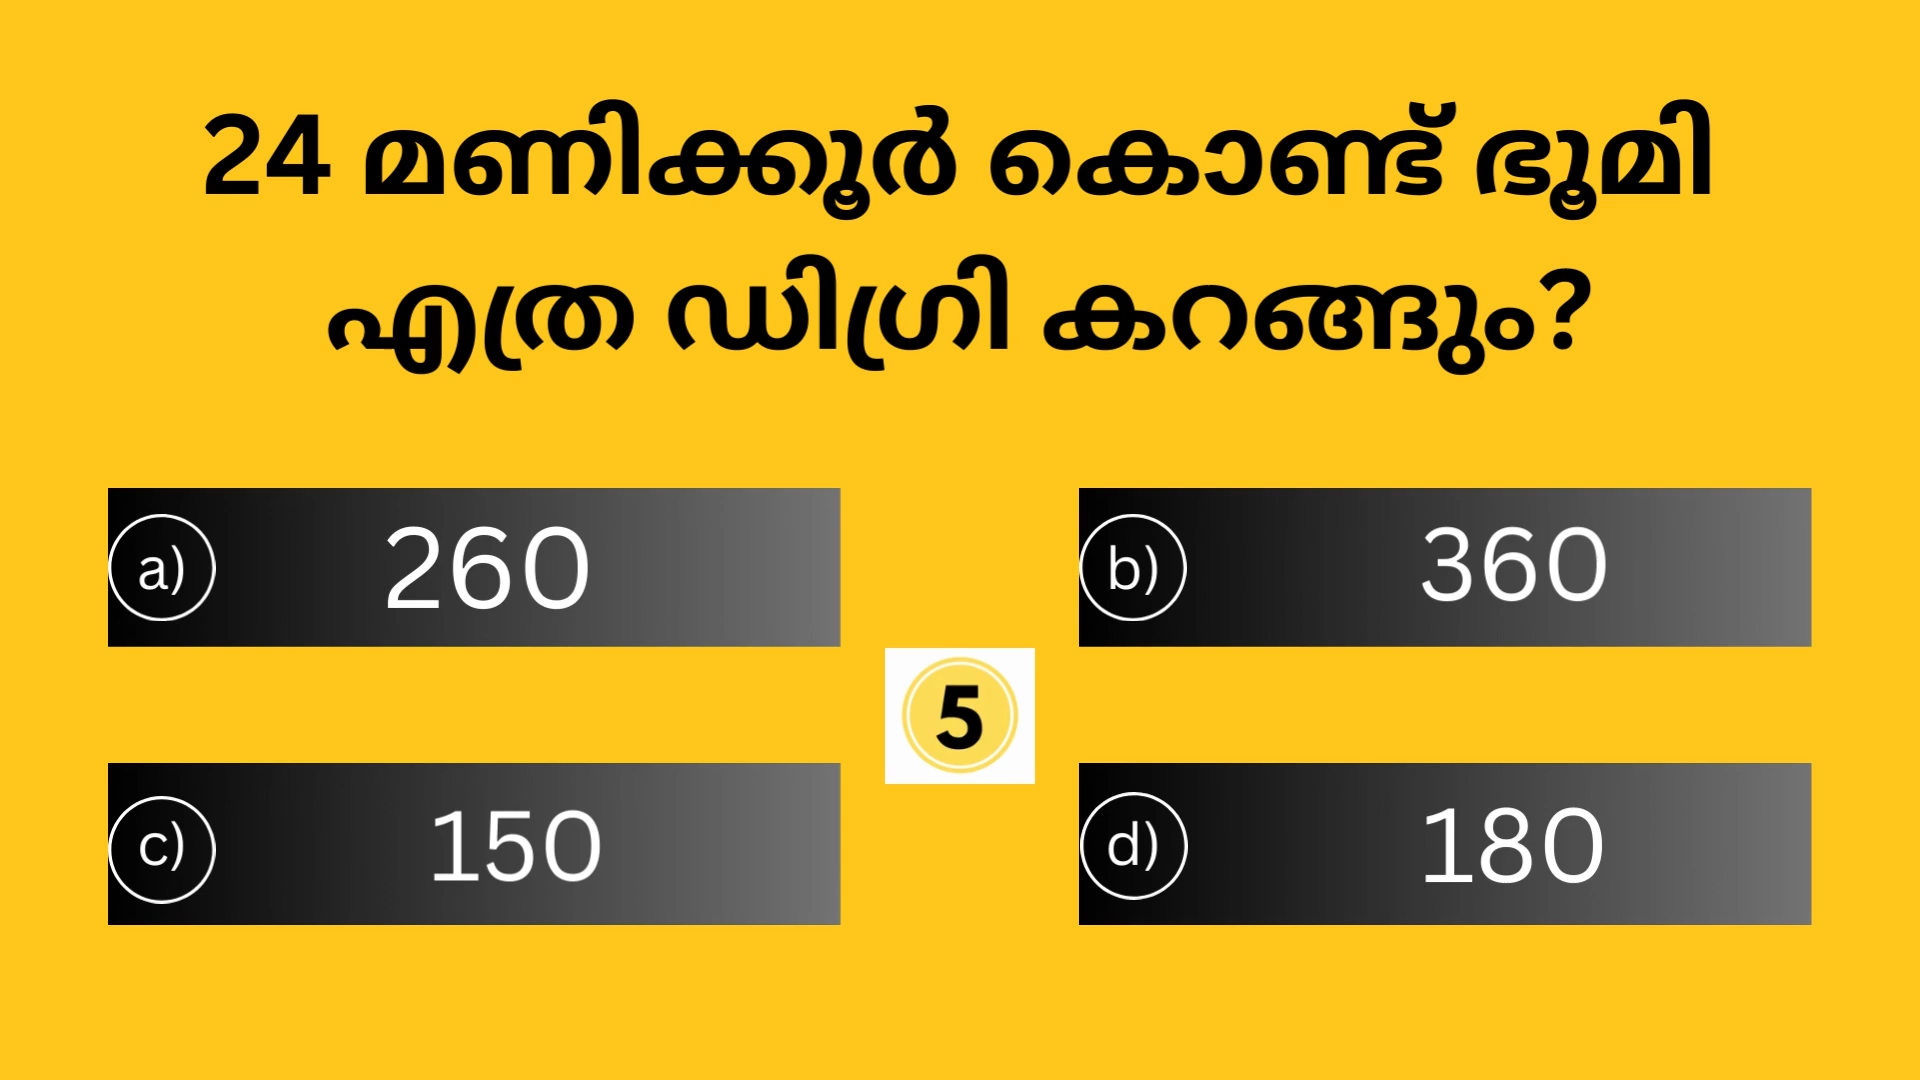 24 മണിക്കൂർ കൊണ്ട് ഭൂമി
എത്ര ഡിഗ്രി കറങ്ങും?
a) 260
b) 360
5
c) 150
d) 180